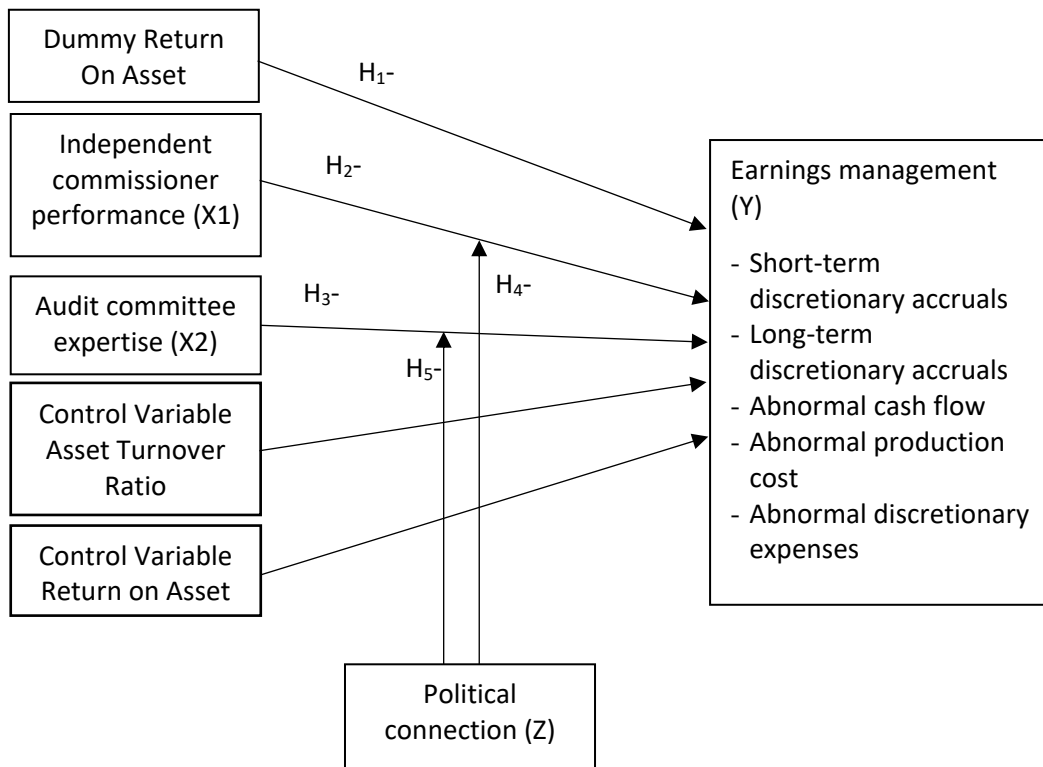 Dummy Return
On Asset
H₁-
Independent
commissioner
performance (X1)
H₂-
Audit committee
expertise (X2)
H₃-
H₄-
H₅-
Control Variable
Asset Turnover
Ratio
Control Variable
Return on Asset
Political
connection (Z)
Earnings management
(Y)
- Short-term
discretionary accruals
- Long-term
discretionary accruals
- Abnormal cash flow
- Abnormal production
cost
- Abnormal discretionary
expenses